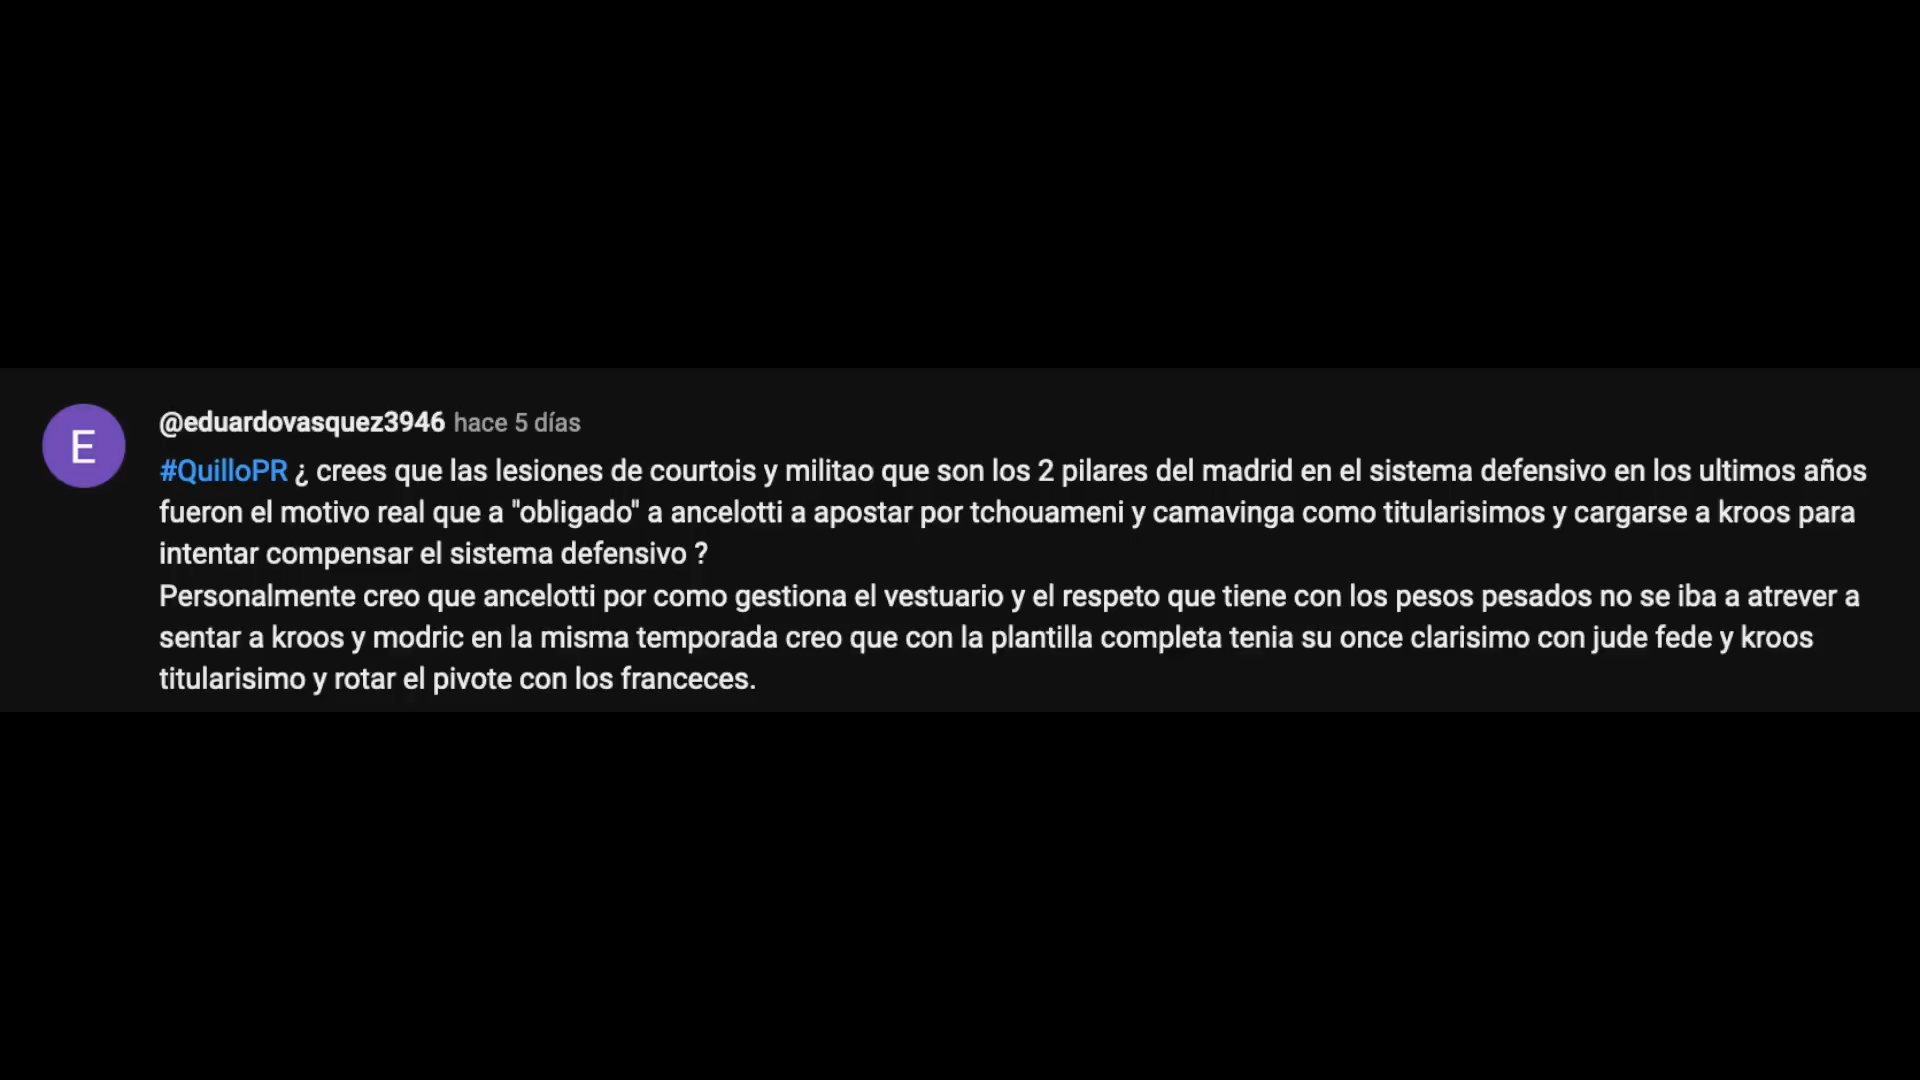 E
@eduardovasquez3946 hace 5 días
#QuilloPR ¿ crees que las lesiones de courtois y militao que son los 2 pilares del madrid en el sistema defensivo en los ultimos años
fueron el motivo real que a "obligado" a ancelotti a apostar por tchouameni y camavinga como titularisimos y cargarse a kroos para
intentar compensar el sistema defensivo ?
Personalmente creo que ancelotti por como gestiona el vestuario y el respeto que tiene con los pesos pesados no se iba a atrever a
sentar a kroos y modric en la misma temporada creo que con la plantilla completa tenia su once clarisimo con jude fede y kroos
titularisimo y rotar el pivote con los franceces.